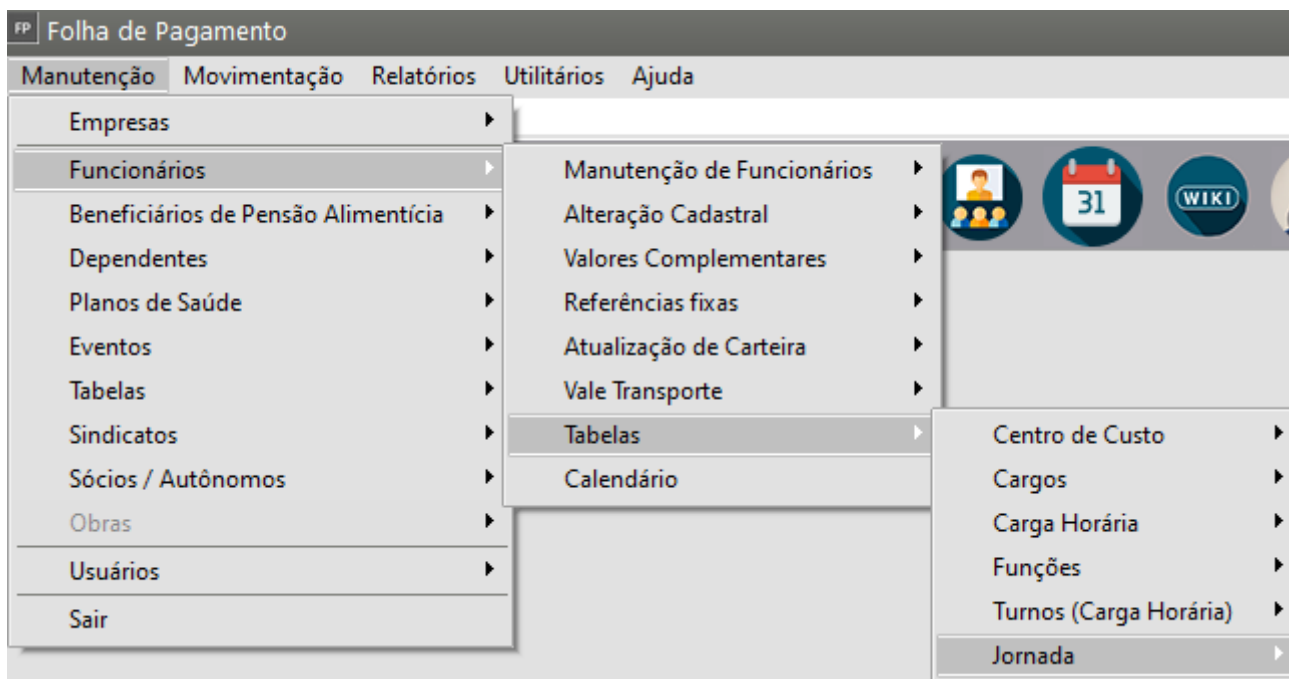 FP Folha de Pagamento
Manutenção Movimentação Relatórios Utilitários Ajuda
Empresas
Funcionários
Beneficiários de Pensão Alimentícia
Dependentes
Planos de Saúde
Eventos
Tabelas
Sindicatos
Sócios / Autônomos
Obras
Usuários
Sair
Manutenção de Funcionários
Alteração Cadastral
Valores Complementares
Referências fixas
Atualização de Carteira
Vale Transporte
Tabelas
Calendário
31
WIKI
Centro de Custo
Cargos
Carga Horária
Funções
Turnos (Carga Horária)
Jornada